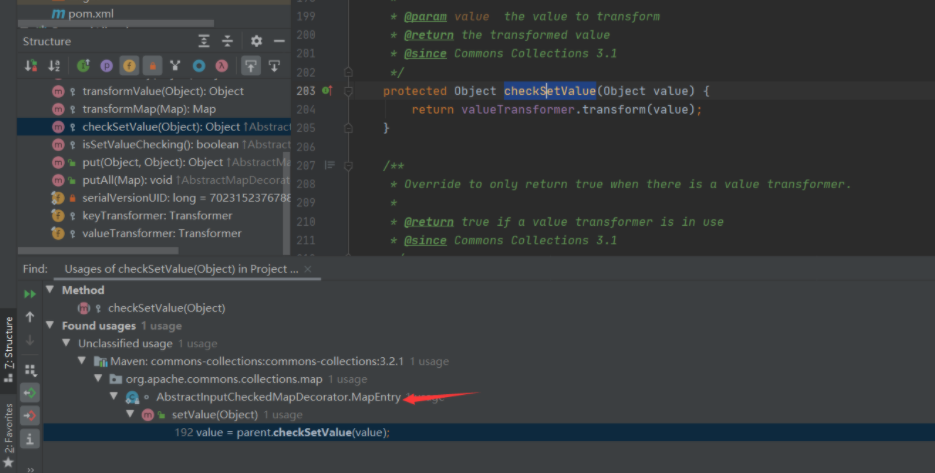 pom.xml
Structure
transformValue(Object): Object
transformMap(Map): Map
checkSetValue(Object): Object ↑Abstract
isSetValueChecking(): boolean ↑Abstract
put(Object, Object): Object ↑AbstractMa
putAll(Map): void ↑AbstractMapDecorat
serialVersionUID: long = 7023152376788
keyTransformer: Transformer
valueTransformer: Transformer
199 * @param value the value to transform
200 * @return the transformed value
201 * @since Commons Collections 3.1
202 */
203 protected Object checkSetValue(Object value) {
204 return valueTransformer.transform(value);
205 }
206
207 /**
208 * Override to only return true when there is a value transformer.
209 *
210 * @return true if a value transformer is in use
211 * @since Commons Collections 3.1
Find: Usages of checkSetValue(Object) in Project ... ×
Method
checkSetValue(Object)
Found usages 1 usage
Unclassified usage 1 usage
Maven: commons-collections:commons-collections:3.2.1 1 usage
org.apache.commons.collections.map 1 usage
AbstractInputCheckedMapDecorator.MapEntry
setValue(Object) 1 usage
192 value = parent.checkSetValue(value);
Z: Structure
2: Favorites